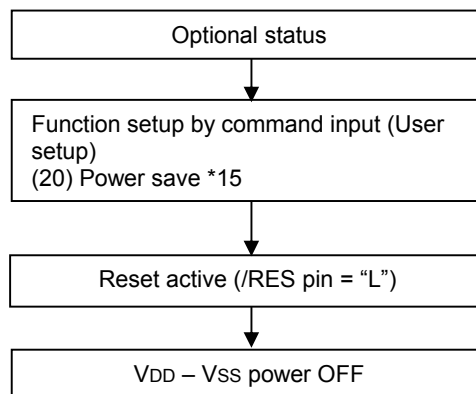 Optional status
Function setup by command input (User
setup)
(20) Power save *15
Reset active (/RES pin = “L”)
VDD – VSS power OFF